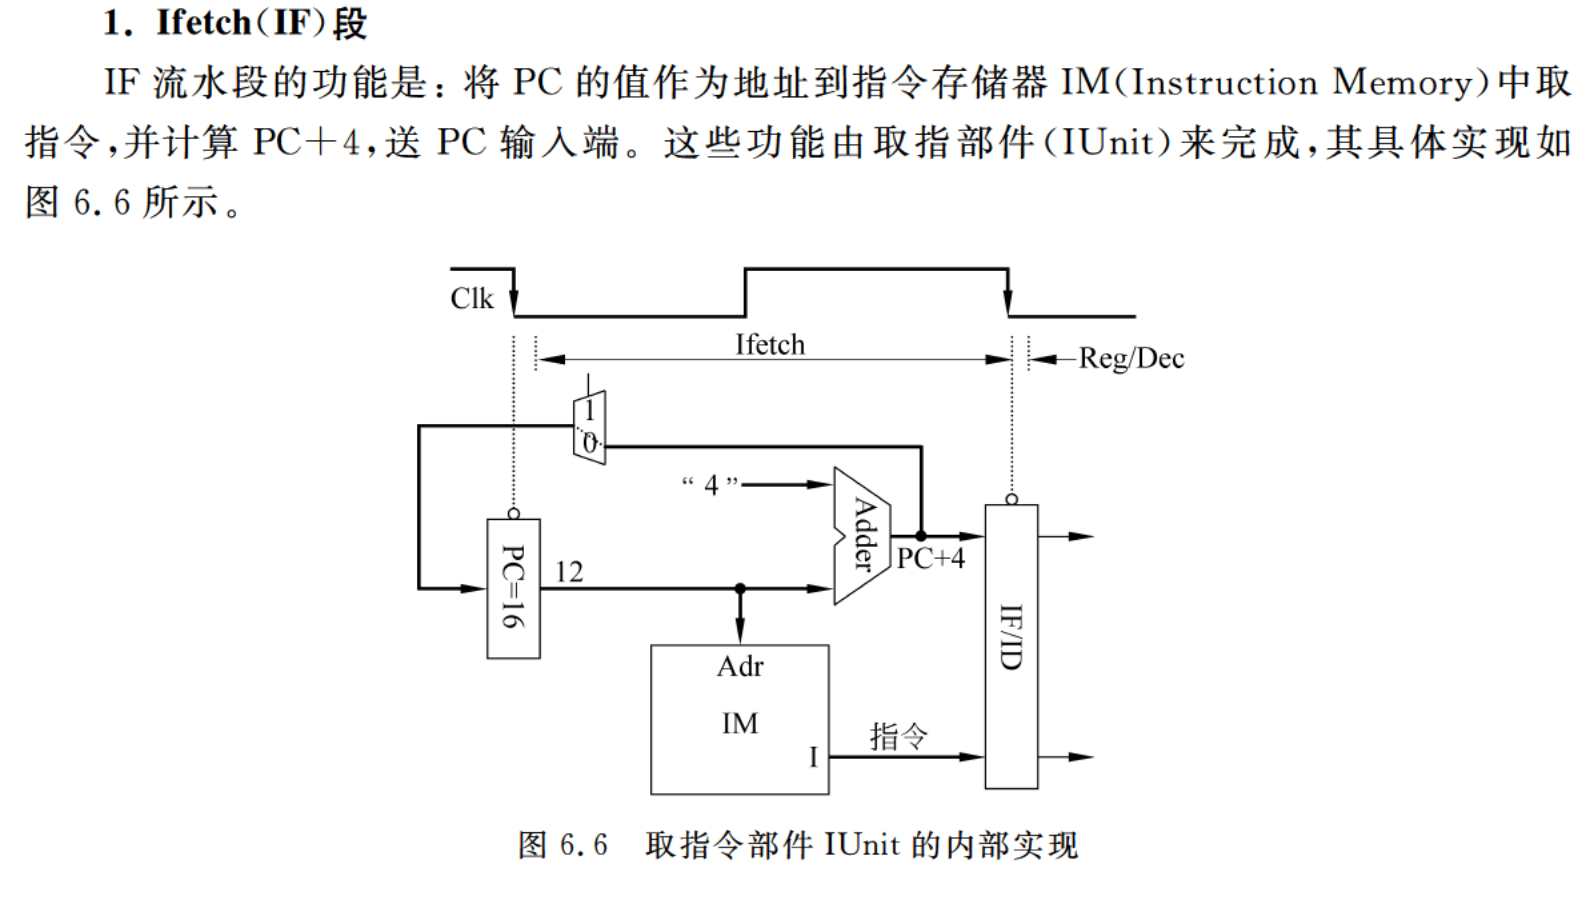 1. Ifetch(IF)段
IF 流水段的功能是：将 PC 的值作为地址到指令存储器 IM(Instruction Memory)中取
指令,并计算 PC+4,送 PC 输入端。这些功能由取指部件(IUnit)来完成,其具体实现如
图 6.6 所示。
Clk
Ifetch
Reg/Dec
1
0
“ 4 ”
Adder
PC+4
PC=16
12
IF/ID
Adr
IM
I
指令
图 6.6 取指令部件 IUnit 的内部实现